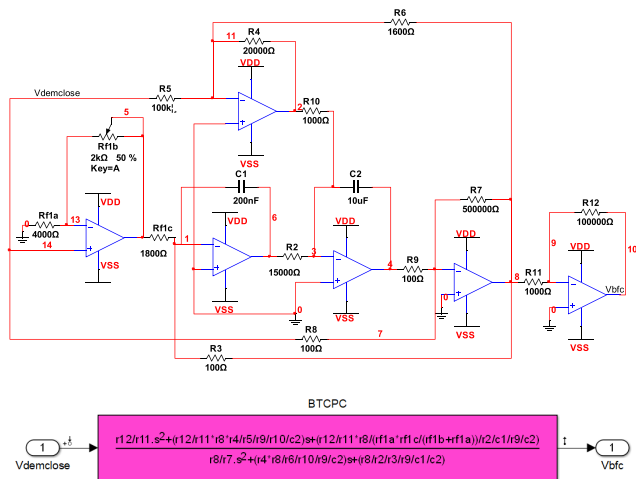 R6
1600Ω
11
R4
20000Ω
VDD
Vdemclose
R5
100k
2
R10
1000Ω
5
Rf1b
2kΩ 50 %
Key=A
VSS
C1
200nF
C2
10uF
R7
500000Ω
R12
100000Ω
0
Rf1a
4000Ω
13
14
VDD
VSS
Rf1c
1800Ω
1
VDD
6
R2
15000Ω
3
VDD
4
R9
100Ω
VDD
8
R11
1000Ω
9
VDD
10
Vbfc
VSS
0
VSS
0
VSS
0
VSS
R8
100Ω
7
R3
100Ω
BTCPC
1
Vdemclose
r12/r11.s^2+(r12/r11*r8*r4/r5/r9/r10/c2)s+(r12/r11*r8/(rf1a*rf1c/(rf1b+rf1a))/r2/c1/r9/c2)
r8/r7.s^2+(r4*r8/r6/r10/r9/c2)s+(r8/r2/r3/r9/c1/c2)
1
Vbfc